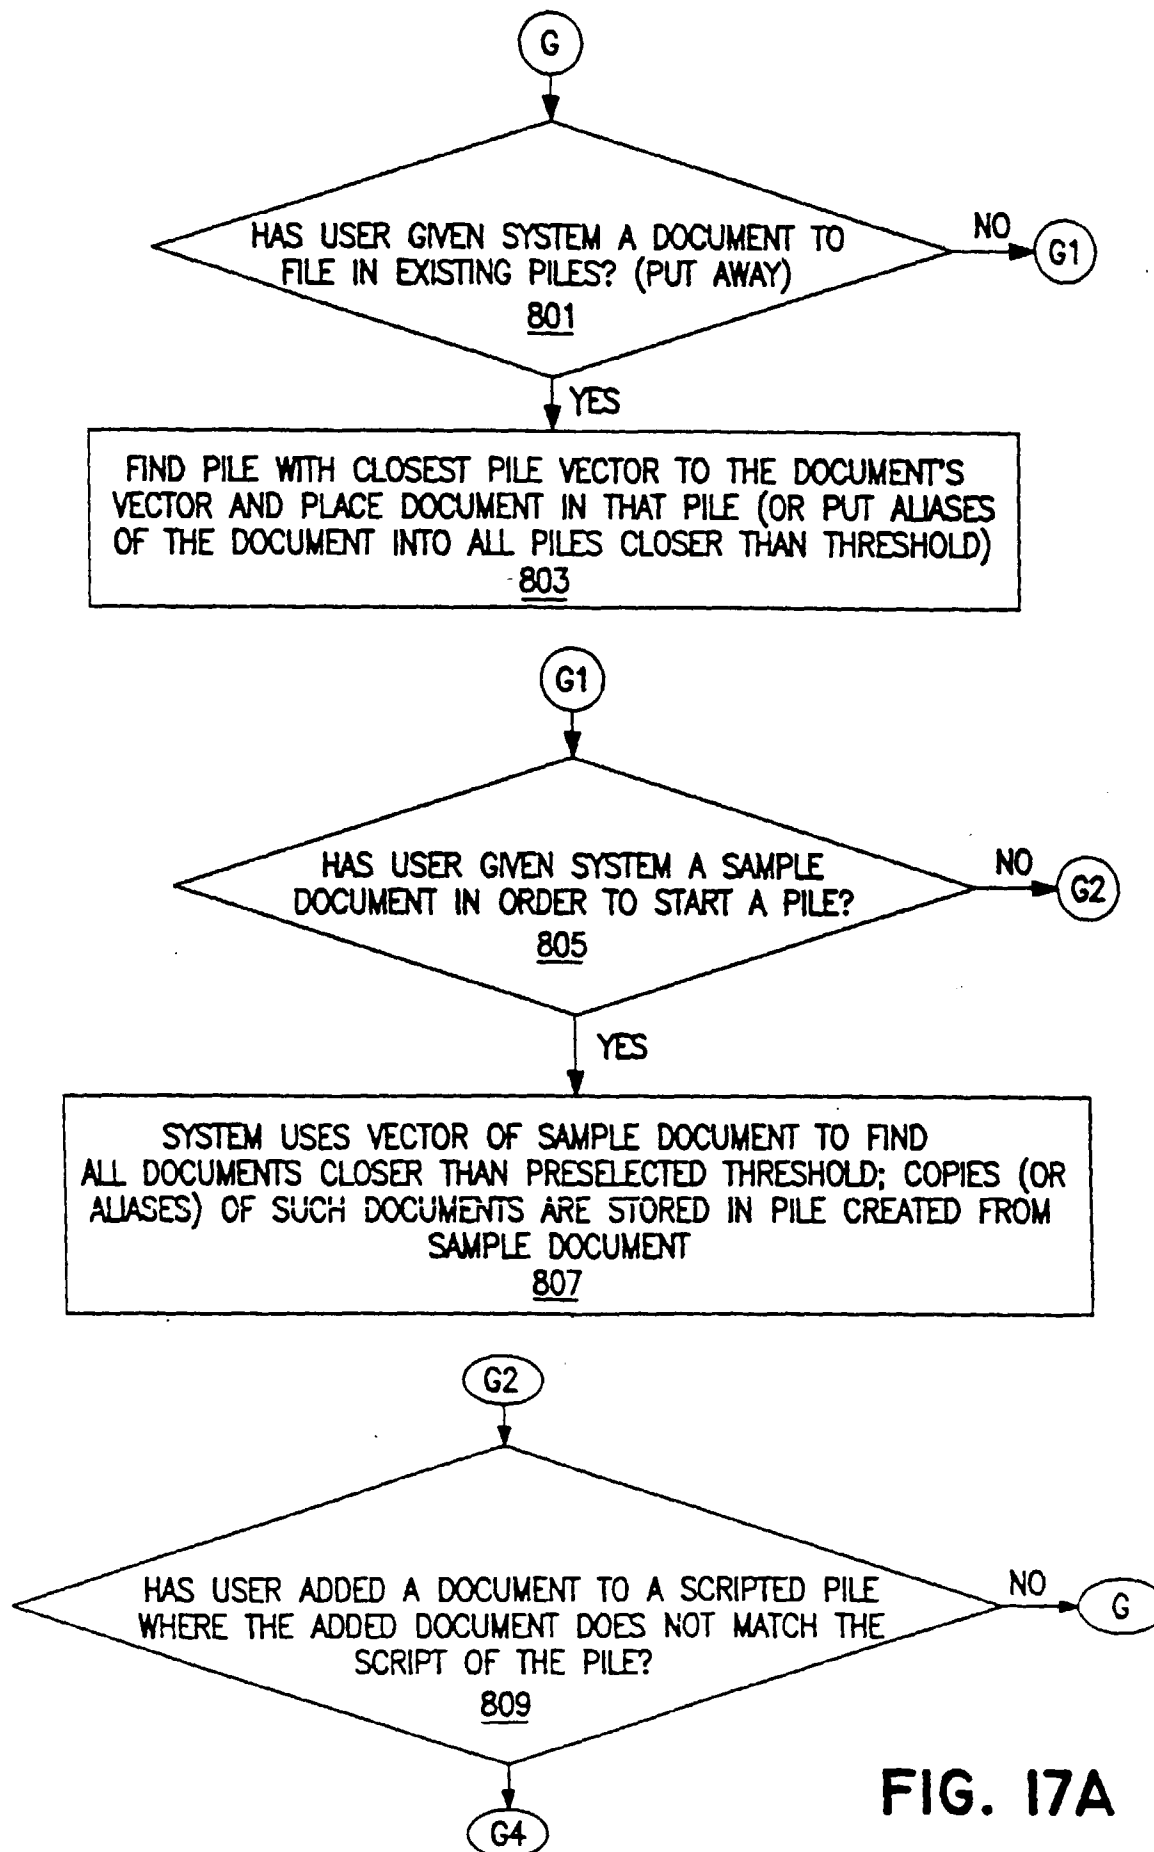 G
HAS USER GIVEN SYSTEM A DOCUMENT TO
FILE IN EXISTING PILES? (PUT AWAY)
801
NO
G1
YES
FIND PILE WITH CLOSEST PILE VECTOR TO THE DOCUMENT'S
VECTOR AND PLACE DOCUMENT IN THAT PILE (OR PUT ALIASES
OF THE DOCUMENT INTO ALL PILES CLOSER THAN THRESHOLD)
803
G1
HAS USER GIVEN SYSTEM A SAMPLE
DOCUMENT IN ORDER TO START A PILE?
805
NO
G2
YES
SYSTEM USES VECTOR OF SAMPLE DOCUMENT TO FIND
ALL DOCUMENTS CLOSER THAN PRESELECTED THRESHOLD; COPIES (OR
ALIASES) OF SUCH DOCUMENTS ARE STORED IN PILE CREATED FROM
SAMPLE DOCUMENT
807
G2
HAS USER ADDED A DOCUMENT TO A SCRIPTED PILE
WHERE THE ADDED DOCUMENT DOES NOT MATCH THE
SCRIPT OF THE PILE?
809
NO
G
G4
FIG. 17A